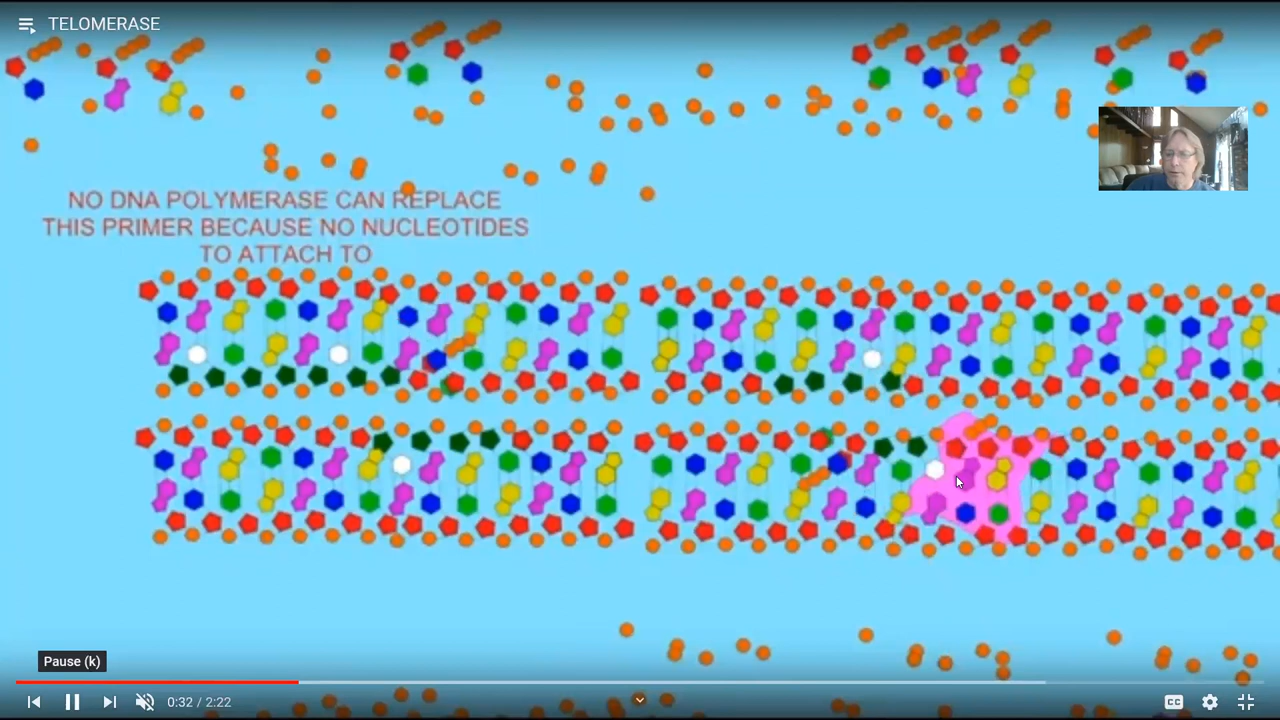 TELOMERASE
NO DNA POLYMERASE CAN REPLACE
THIS PRIMER BECAUSE NO NUCLEOTIDES
TO ATTACH TO
Pause (k)
0:32 / 2:22
CC